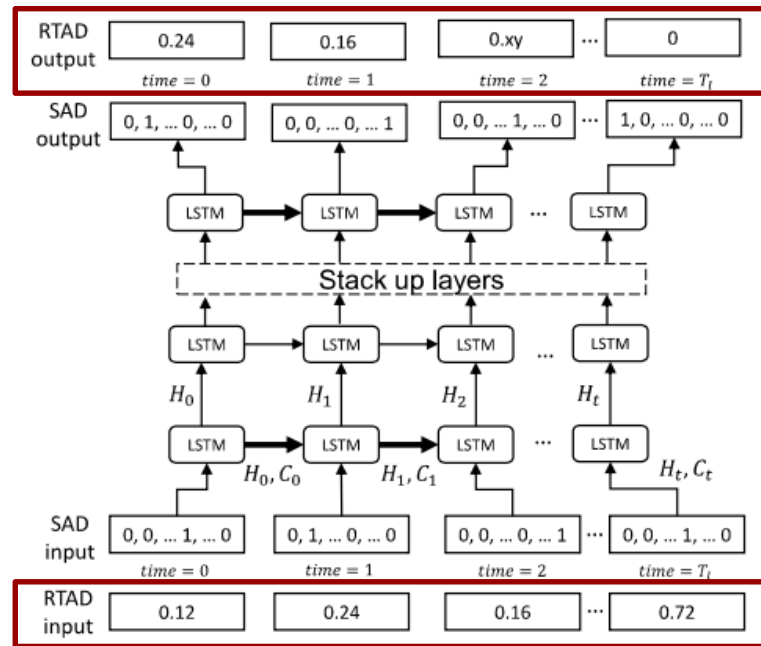 RTAD output 0.24 0.16 0.xy ... 0
time = 0 time = 1 time = 2 time = T_l
SAD output 0, 1, ... 0, ... 0 0, 0, ... 0, ... 1 0, 0, ... 1, ... 0 ... 1, 0, ... 0, ... 0
LSTM LSTM LSTM ... LSTM
Stack up layers
LSTM LSTM LSTM ... LSTM
H_0 H_1 H_2 H_t
LSTM LSTM LSTM ... LSTM
H_0, C_0 H_1, C_1 H_t, C_t
SAD input 0, 0, ... 1, ... 0 0, 1, ... 0, ... 0 0, 0, ... 0, ... 1 ... 0, 0, ... 1, ... 0
time = 0 time = 1 time = 2 time = T_l
RTAD input 0.12 0.24 0.16 ... 0.72